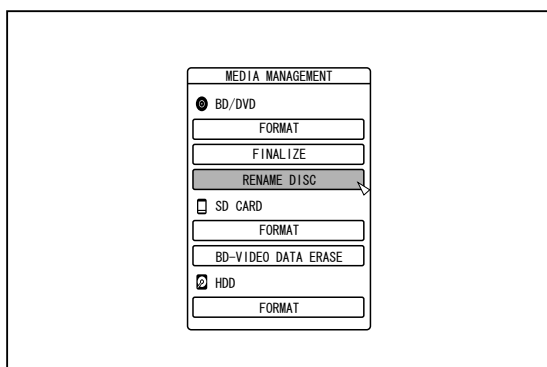 MEDIA MANAGEMENT
BD/DVD
FORMAT
FINALIZE
RENAME DISC
SD CARD
FORMAT
BD-VIDEO DATA ERASE
HDD
FORMAT